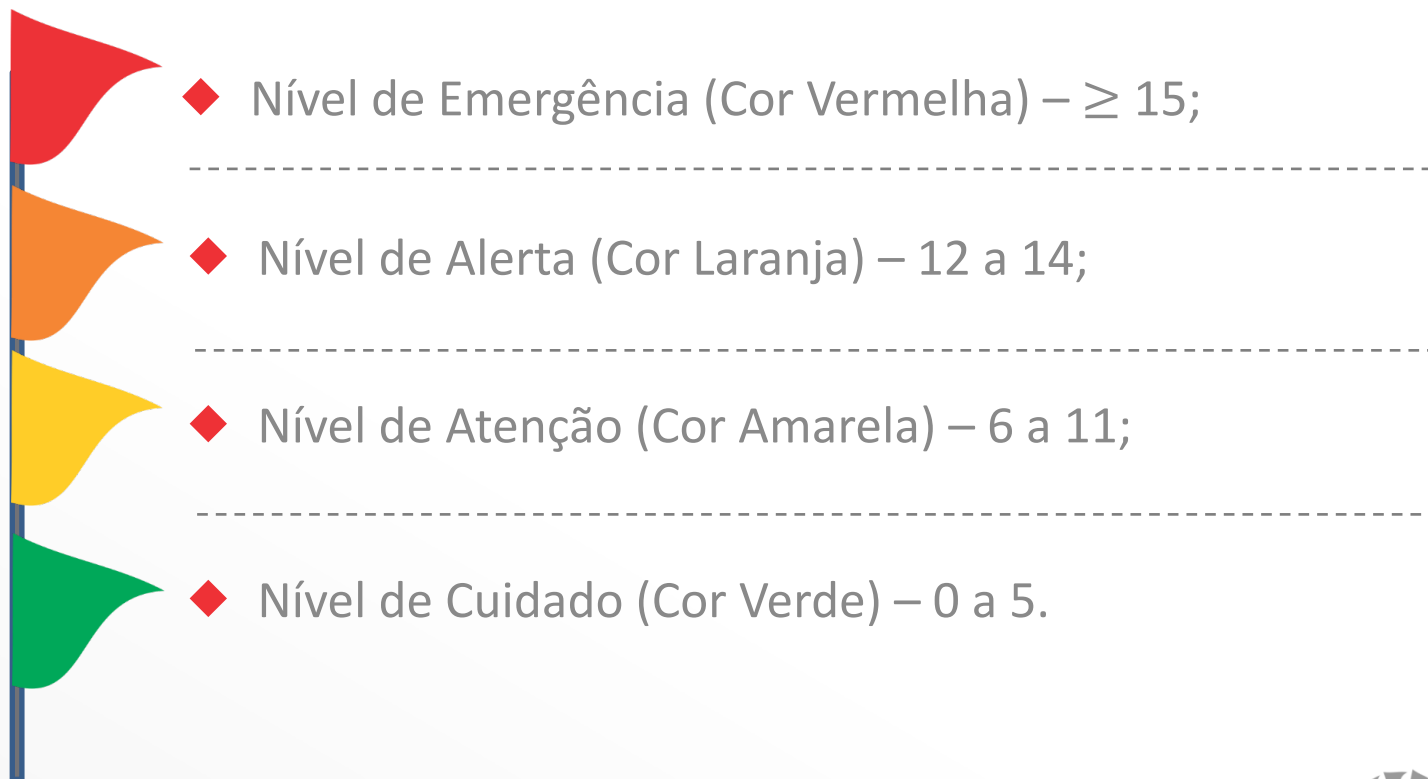 Nível de Emergência (Cor Vermelha) – ≥ 15;
Nível de Alerta (Cor Laranja) – 12 a 14;
Nível de Atenção (Cor Amarela) – 6 a 11;
Nível de Cuidado (Cor Verde) – 0 a 5.